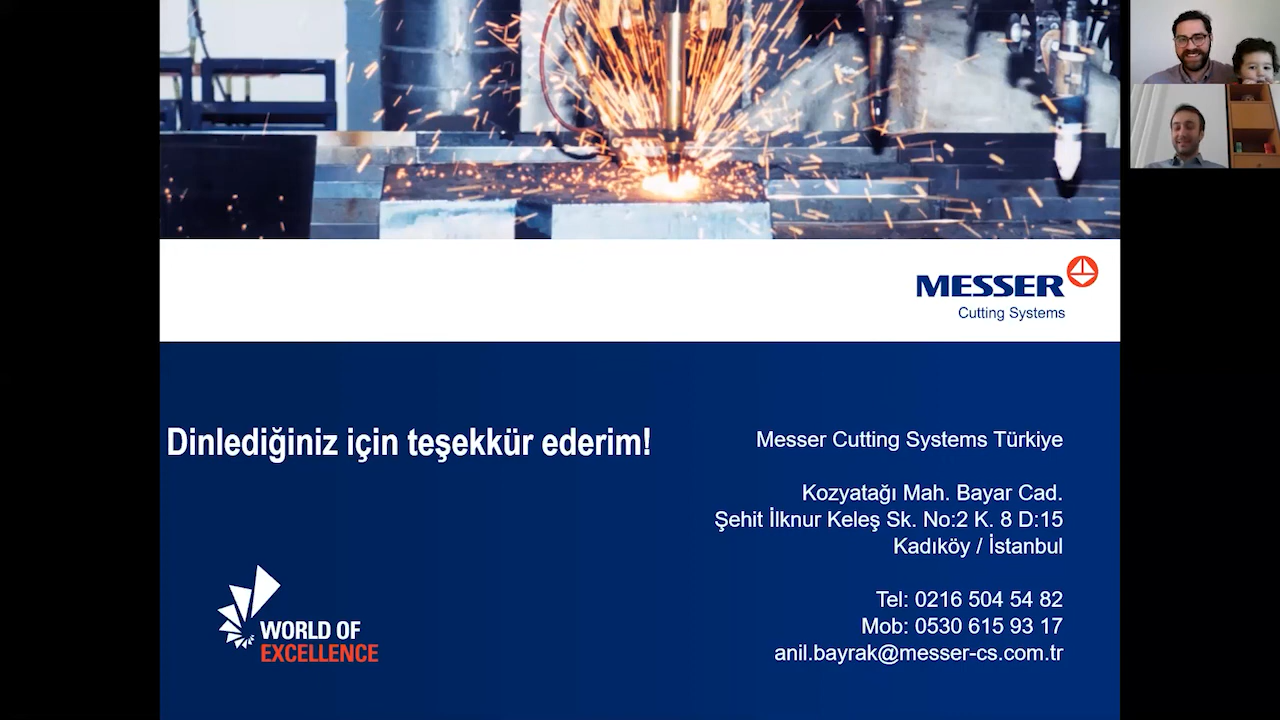 MESSER
Cutting Systems
Dinlediğiniz için teşekkür ederim!
Messer Cutting Systems Türkiye
Kozyatağı Mah. Bayar Cad.
Şehit İlknur Keleş Sk. No:2 K. 8 D:15
Kadıköy / İstanbul
Tel: 0216 504 54 82
Mob: 0530 615 93 17
anil.bayrak@messer-cs.com.tr
WORLD OF
EXCELLENCE